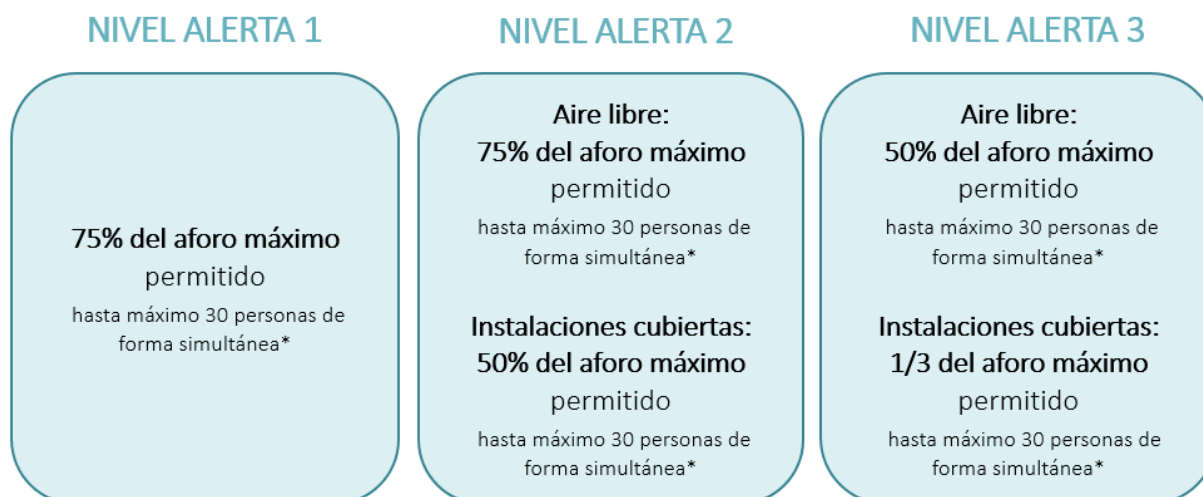 NIVEL ALERTA 1
75% del aforo máximo
permitido
hasta máximo 30 personas de
forma simultánea*
NIVEL ALERTA 2
Aire libre:
75% del aforo máximo
permitido
hasta máximo 30 personas de
forma simultánea*
Instalaciones cubiertas:
50% del aforo máximo
permitido
hasta máximo 30 personas de
forma simultánea*
NIVEL ALERTA 3
Aire libre:
50% del aforo máximo
permitido
hasta máximo 30 personas de
forma simultánea*
Instalaciones cubiertas:
1/3 del aforo máximo
permitido
hasta máximo 30 personas de
forma simultánea*